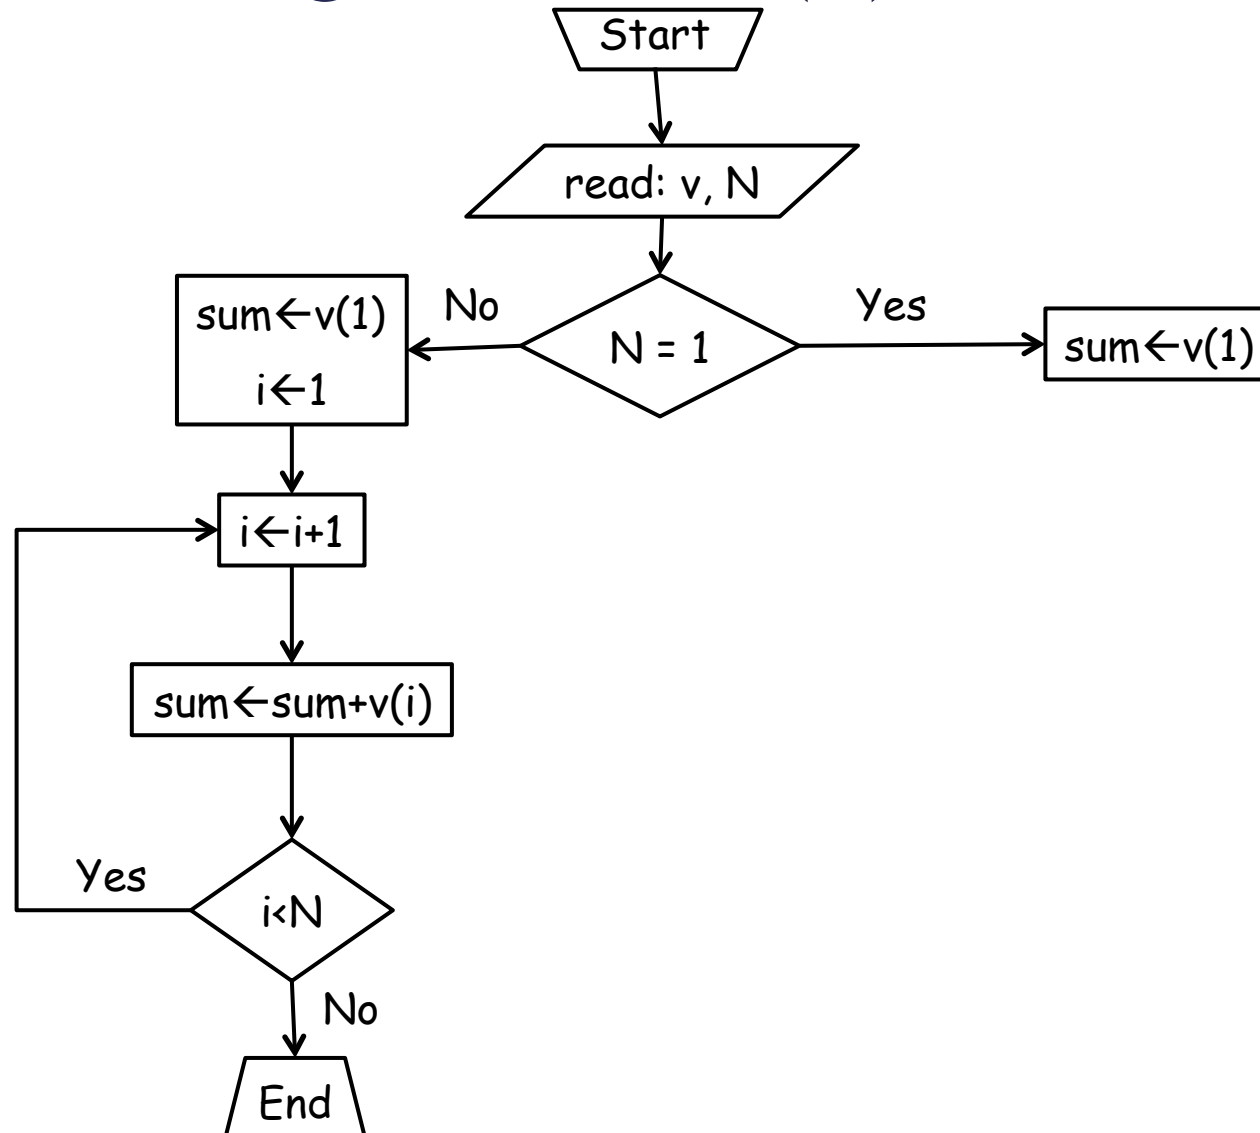 Start
read: v, N
No
Yes
N = 1
sum←v(1)
i←1
sum←v(1)
i←i+1
sum←sum+v(i)
Yes
i<N
No
End